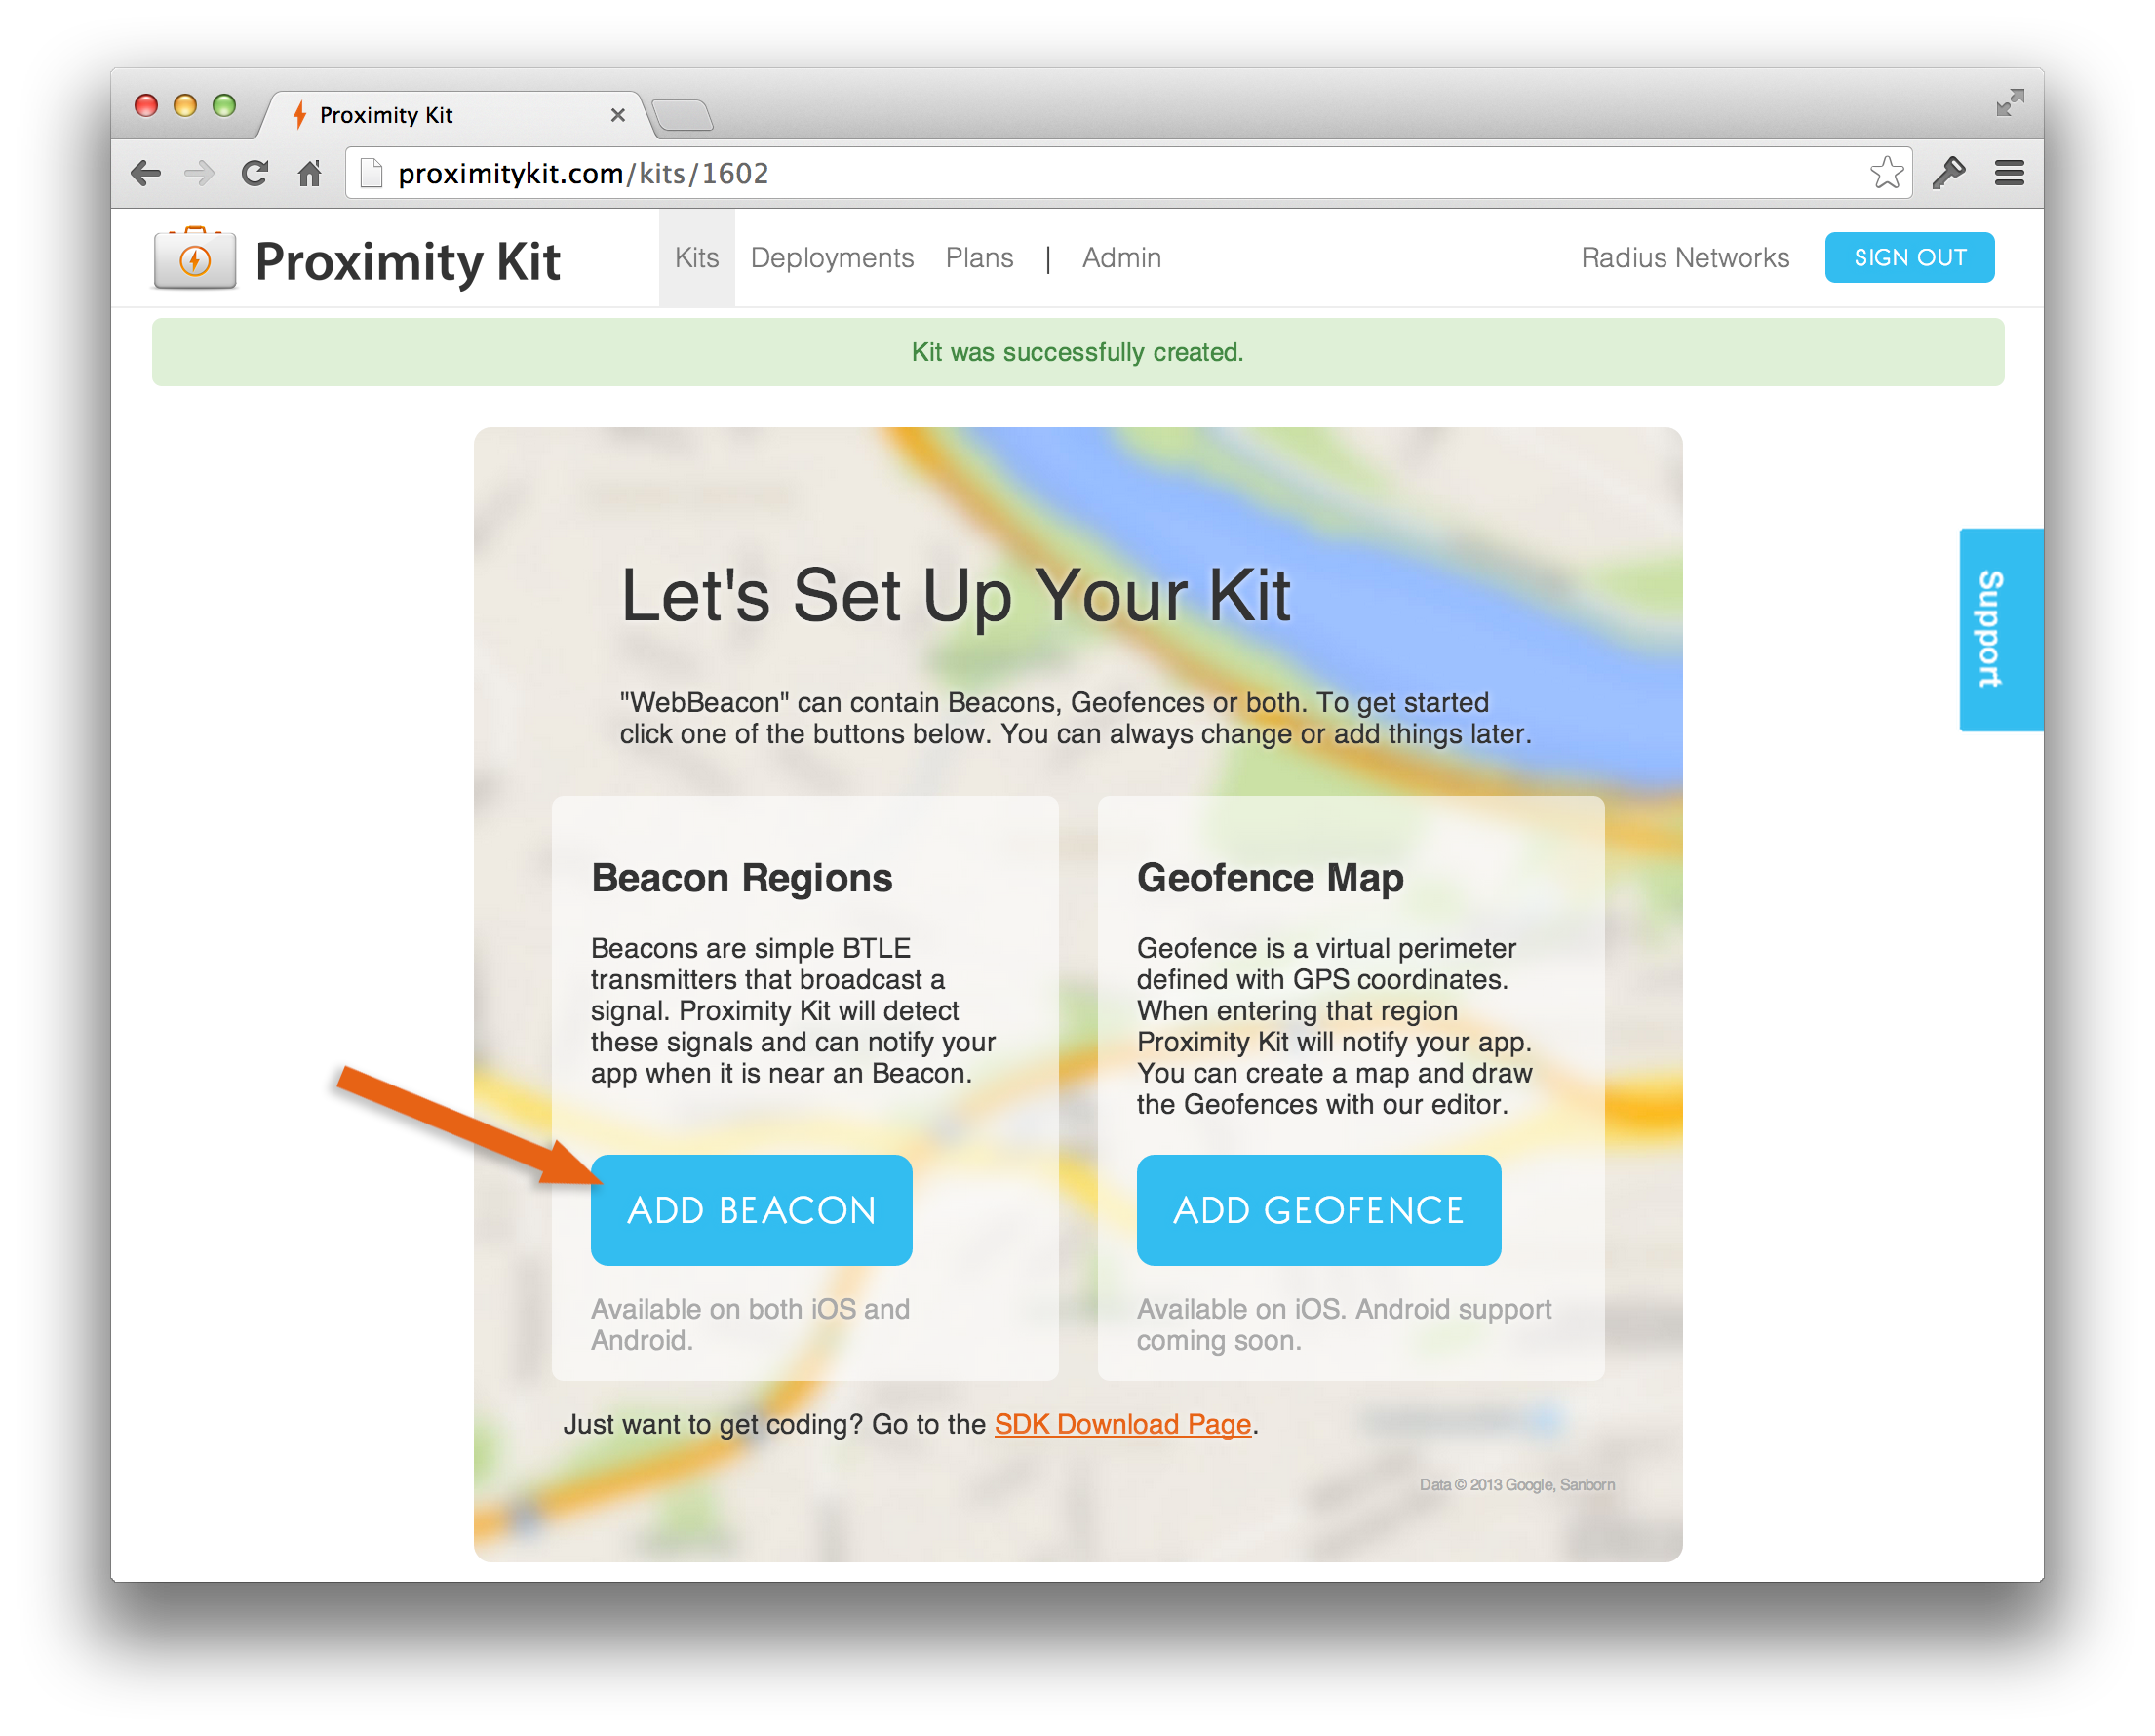 Proximity Kit
proximitykit.com/kits/1602
Proximity Kit
Kits Deployments Plans | Admin
Radius Networks SIGN OUT
Kit was successfully created.
Support
Let's Set Up Your Kit
"WebBeacon" can contain Beacons, Geofences or both. To get started
click one of the buttons below. You can always change or add things later.
Beacon Regions
Beacons are simple BTLE
transmitters that broadcast a
signal. Proximity Kit will detect
these signals and can notify your
app when it is near an Beacon.
ADD BEACON
Available on both iOS and
Android.
Geofence Map
Geofence is a virtual perimeter
defined with GPS coordinates.
When entering that region
Proximity Kit will notify your app.
You can create a map and draw
the Geofences with our editor.
ADD GEOFENCE
Available on iOS. Android support
coming soon.
Just want to get coding? Go to the SDK Download Page.
Data © 2013 Google, Sanborn